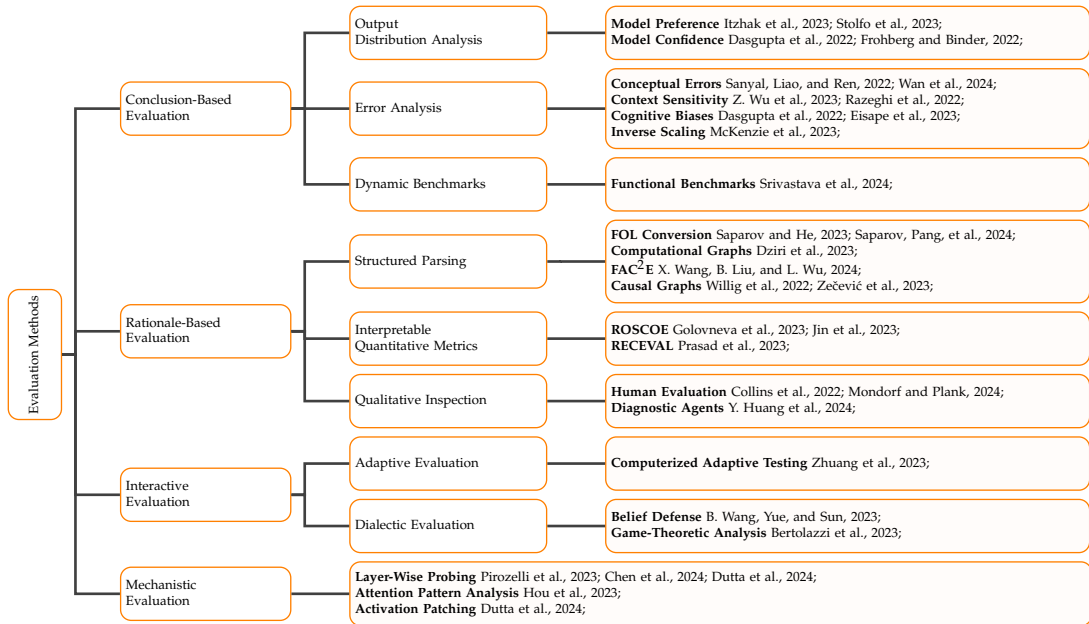 Evaluation Methods
Conclusion-Based
Evaluation
Output
Distribution Analysis
Model Preference Itzhak et al., 2023; Stolfo et al., 2023;
Model Confidence Dasgupta et al., 2022; Frohberg and Binder, 2022;
Error Analysis
Conceptual Errors Sanyal, Liao, and Ren, 2022; Wan et al., 2024;
Context Sensitivity Z. Wu et al., 2023; Razeghi et al., 2022;
Cognitive Biases Dasgupta et al., 2022; Eisape et al., 2023;
Inverse Scaling McKenzie et al., 2023;
Dynamic Benchmarks
Functional Benchmarks Srivastava et al., 2024;
Rationale-Based
Evaluation
Structured Parsing
FOL Conversion Saparov and He, 2023; Saparov, Pang, et al., 2024;
Computational Graphs Dziri et al., 2023;
FAC²E X. Wang, B. Liu, and L. Wu, 2024;
Causal Graphs Willig et al., 2022; Zečević et al., 2023;
Interpretable
Quantitative Metrics
ROSCOE Golovneva et al., 2023; Jin et al., 2023;
RECEVAL Prasad et al., 2023;
Qualitative Inspection
Human Evaluation Collins et al., 2022; Mondorf and Plank, 2024;
Diagnostic Agents Y. Huang et al., 2024;
Interactive
Evaluation
Adaptive Evaluation
Computerized Adaptive Testing Zhuang et al., 2023;
Dialectic Evaluation
Belief Defense B. Wang, Yue, and Sun, 2023;
Game-Theoretic Analysis Bertolazzi et al., 2023;
Mechanistic
Evaluation
Layer-Wise Probing Pirozelli et al., 2023; Chen et al., 2024; Dutta et al., 2024;
Attention Pattern Analysis Hou et al., 2023;
Activation Patching Dutta et al., 2024;